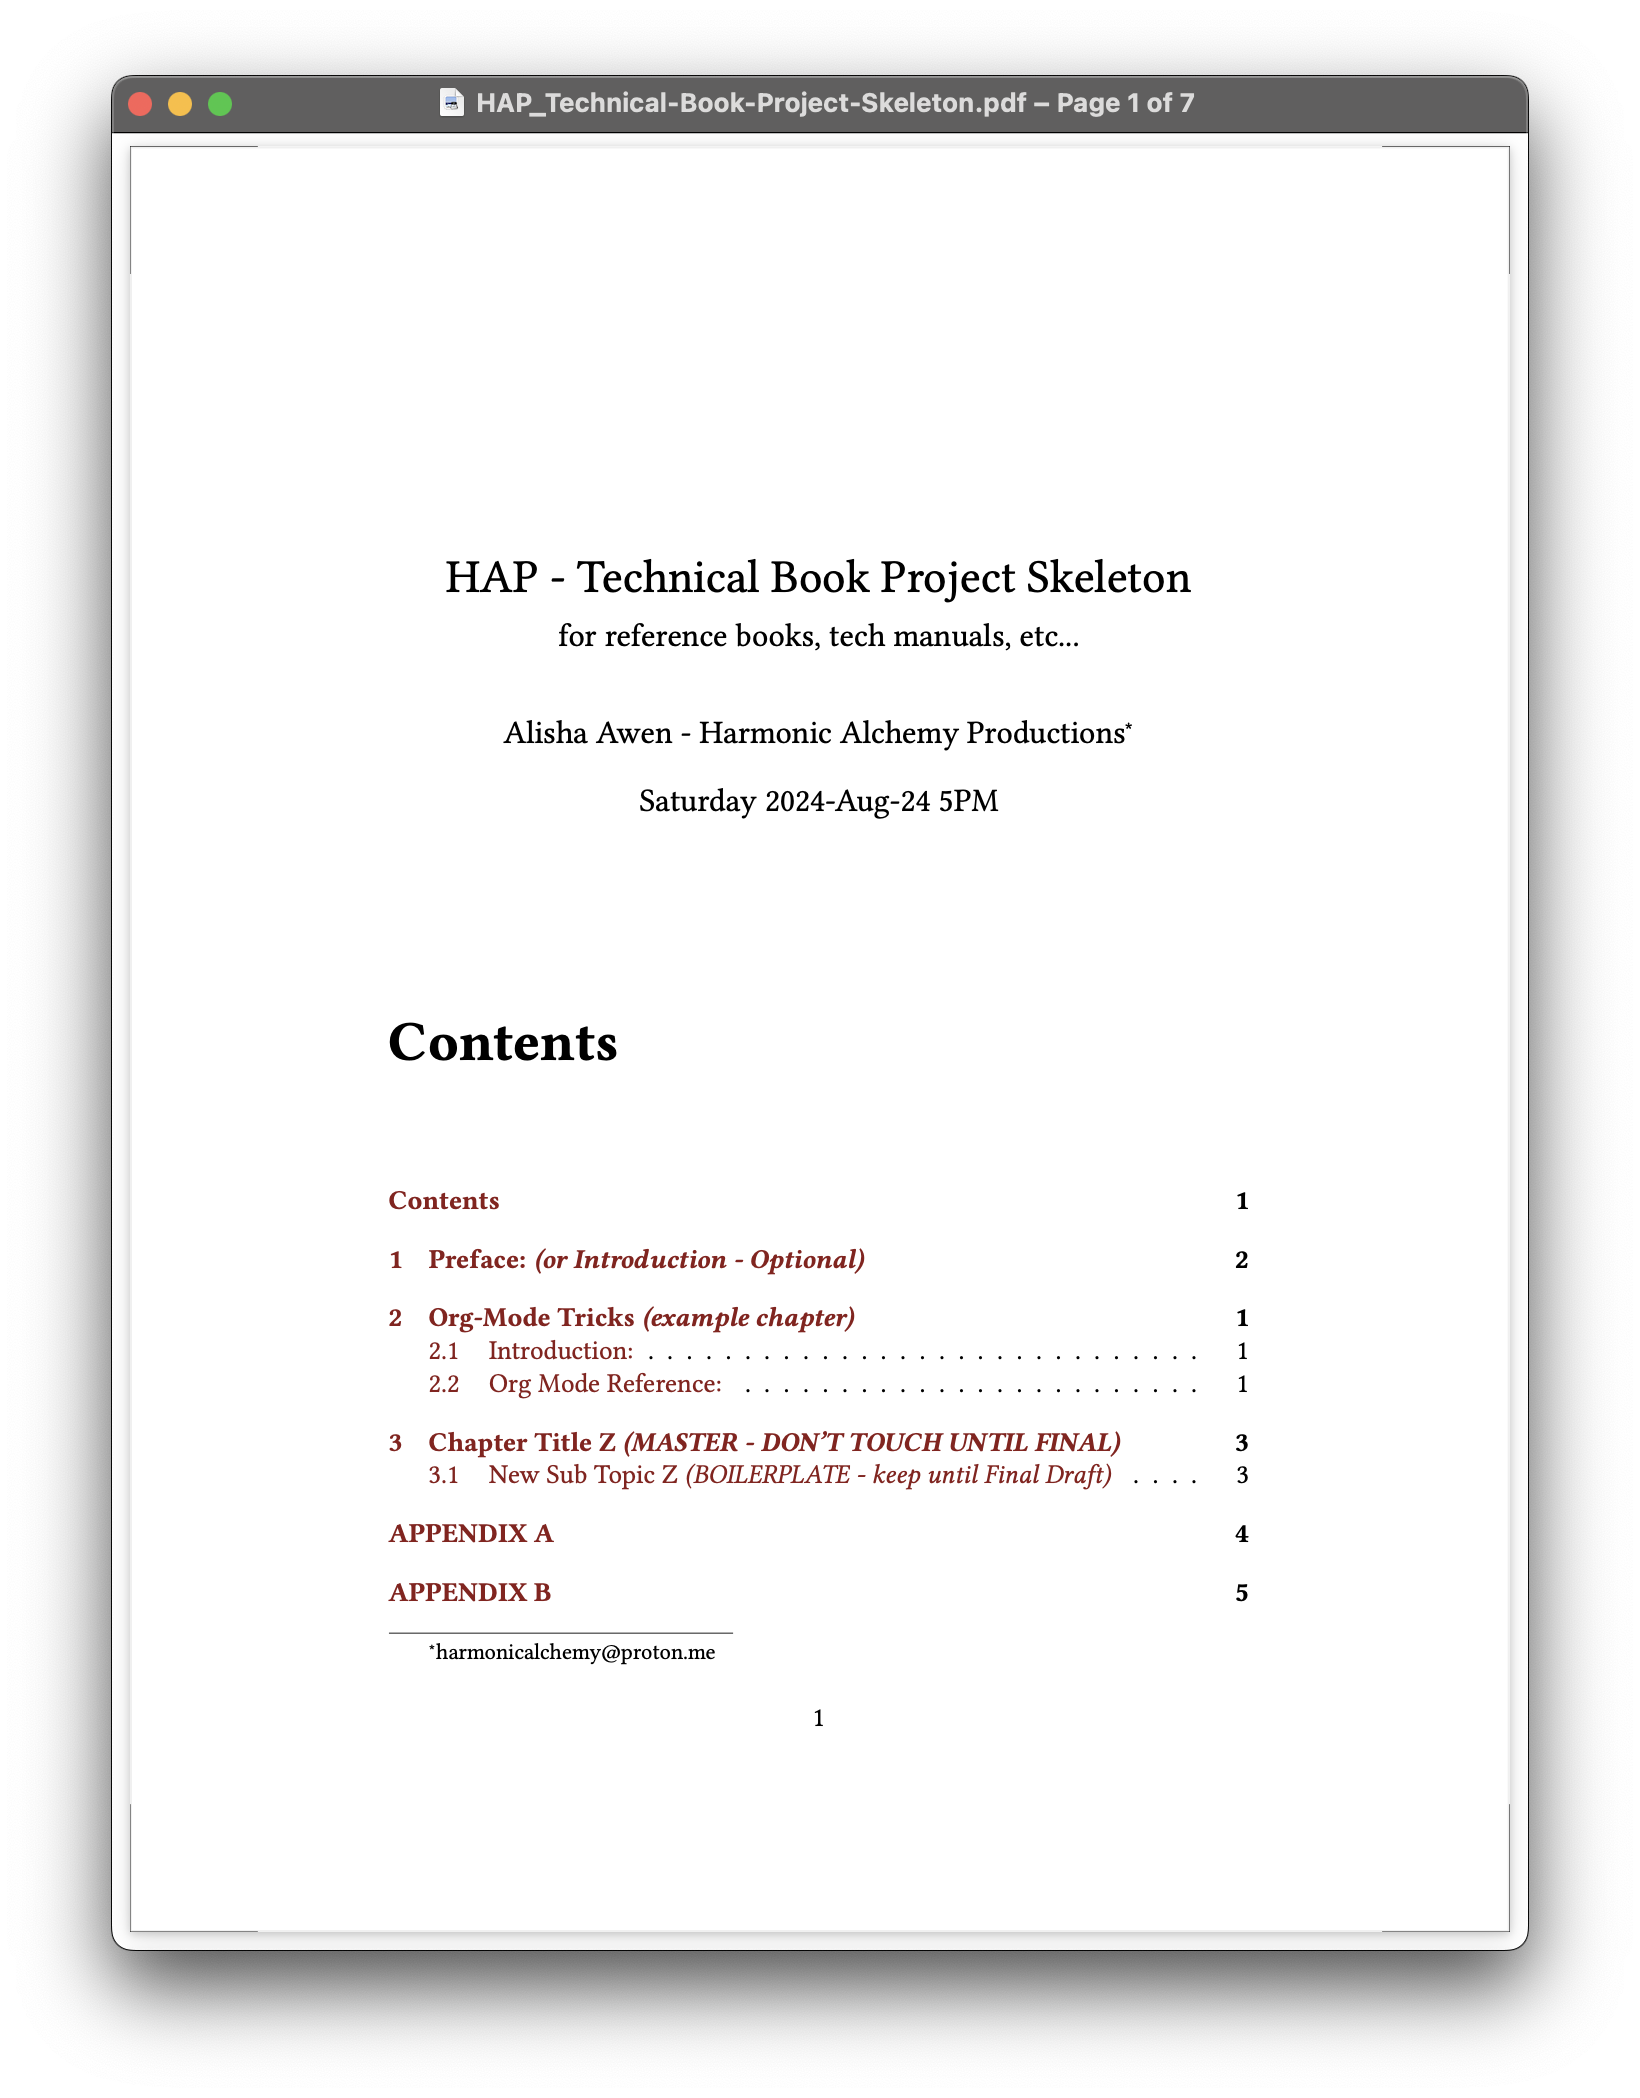 HAP_Technical-Book-Project-Skeleton.pdf – Page 1 of 7
HAP - Technical Book Project Skeleton
for reference books, tech manuals, etc...
Alisha Awen - Harmonic Alchemy Productions*
Saturday 2024-Aug-24 5PM
Contents
Contents 1
1 Preface: (or Introduction - Optional) 2
2 Org-Mode Tricks (example chapter) 1
2.1 Introduction: . . . . . . . . . . . . . . . . . . . . . . . . . . . . . 1
2.2 Org Mode Reference: . . . . . . . . . . . . . . . . . . . . . . . . 1
3 Chapter Title Z (MASTER - DON’T TOUCH UNTIL FINAL) 3
3.1 New Sub Topic Z (BOILERPLATE - keep until Final Draft) . . . . 3
APPENDIX A 4
APPENDIX B 5
*harmonicalchemy@proton.me
1